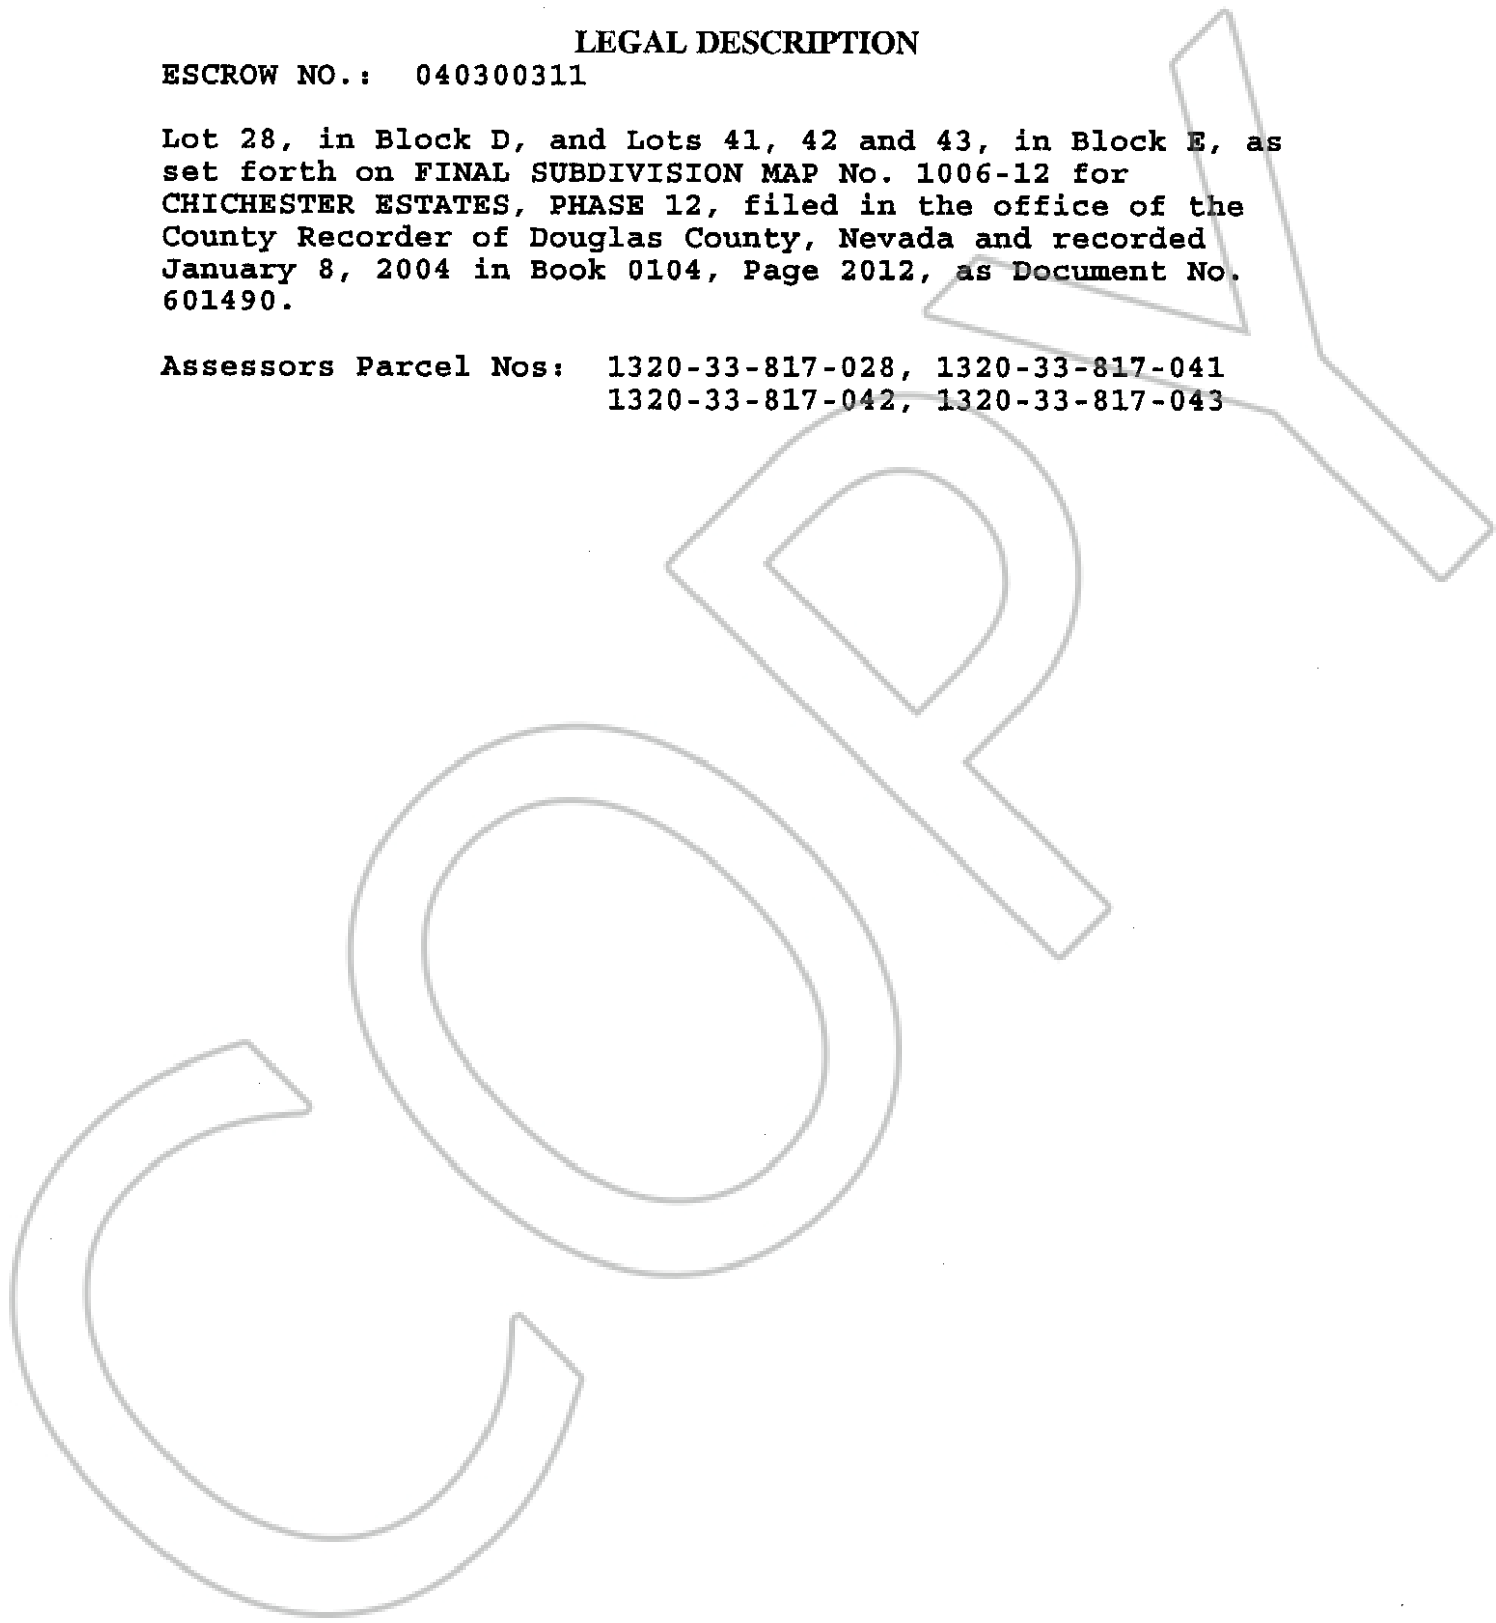 LEGAL DESCRIPTION
ESCROW NO.: 040300311
Lot 28, in Block D, and Lots 41, 42 and 43, in Block E, as
set forth on FINAL SUBDIVISION MAP No. 1006-12 for
CHICHESTER ESTATES, PHASE 12, filed in the office of the
County Recorder of Douglas County, Nevada and recorded
January 8, 2004 in Book 0104, Page 2012, as Document No.
601490.
Assessors Parcel Nos: 1320-33-817-028, 1320-33-817-041
1320-33-817-042, 1320-33-817-043
COPY